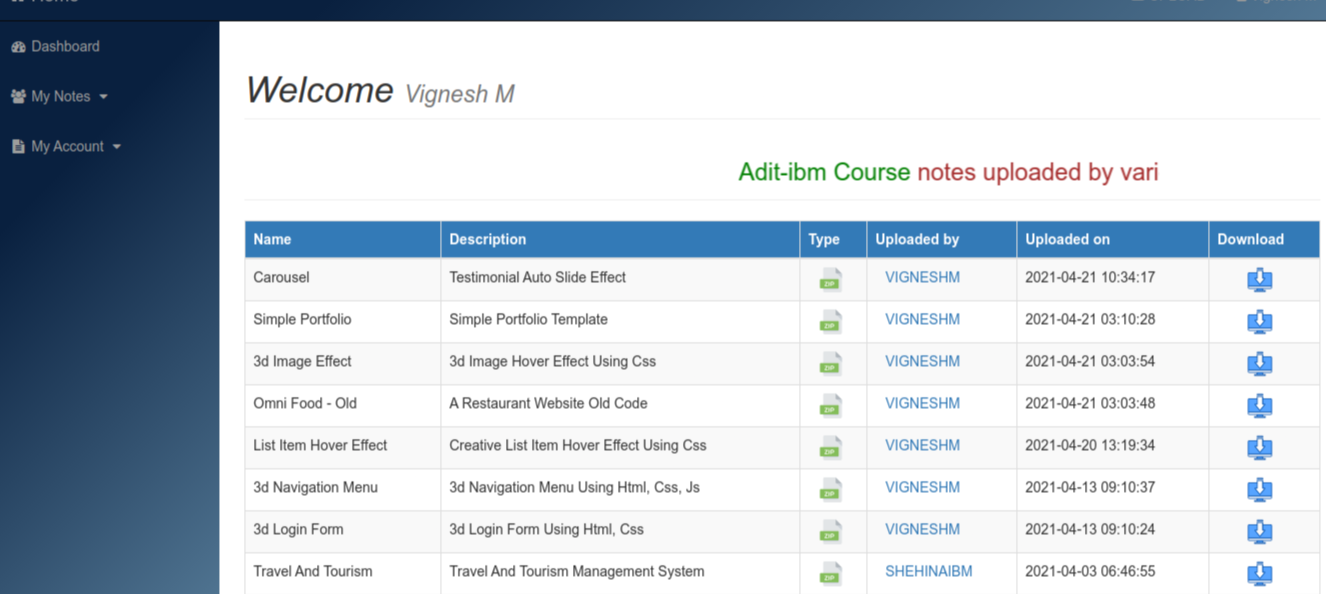 Home
Dashboard
My Notes
My Account
Welcome Vignesh M
Adit-ibm Course notes uploaded by vari
Name Description Type Uploaded by Uploaded on Download
Carousel Testimonial Auto Slide Effect ZIP VIGNESHM 2021-04-21 10:34:17
Simple Portfolio Simple Portfolio Template ZIP VIGNESHM 2021-04-21 03:10:28
3d Image Effect 3d Image Hover Effect Using Css ZIP VIGNESHM 2021-04-21 03:03:54
Omni Food - Old A Restaurant Website Old Code ZIP VIGNESHM 2021-04-21 03:03:48
List Item Hover Effect Creative List Item Hover Effect Using Css ZIP VIGNESHM 2021-04-20 13:19:34
3d Navigation Menu 3d Navigation Menu Using Html, Css, Js ZIP VIGNESHM 2021-04-13 09:10:37
3d Login Form 3d Login Form Using Html, Css ZIP VIGNESHM 2021-04-13 09:10:24
Travel And Tourism Travel And Tourism Management System ZIP SHEHINAIBM 2021-04-03 06:46:55